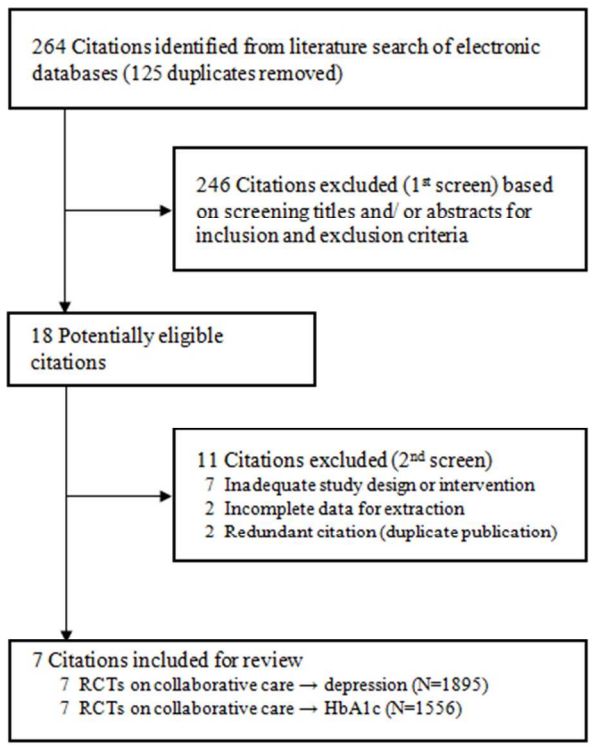 264 Citations identified from literature search of electronic
databases (125 duplicates removed)
246 Citations excluded (1st screen) based
on screening titles and/ or abstracts for
inclusion and exclusion criteria
18 Potentially eligible
citations
11 Citations excluded (2nd screen)
7 Inadequate study design or intervention
2 Incomplete data for extraction
2 Redundant citation (duplicate publication)
7 Citations included for review
7 RCTs on collaborative care → depression (N=1895)
7 RCTs on collaborative care → HbA1c (N=1556)